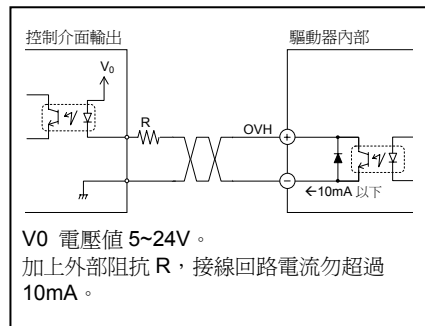 控制介面輸出
驅動器內部
V0
R
OVH
+
−
←10mA 以下
V0 電壓值 5~24V。
加上外部阻抗 R，接線回路電流勿超過
10mA。